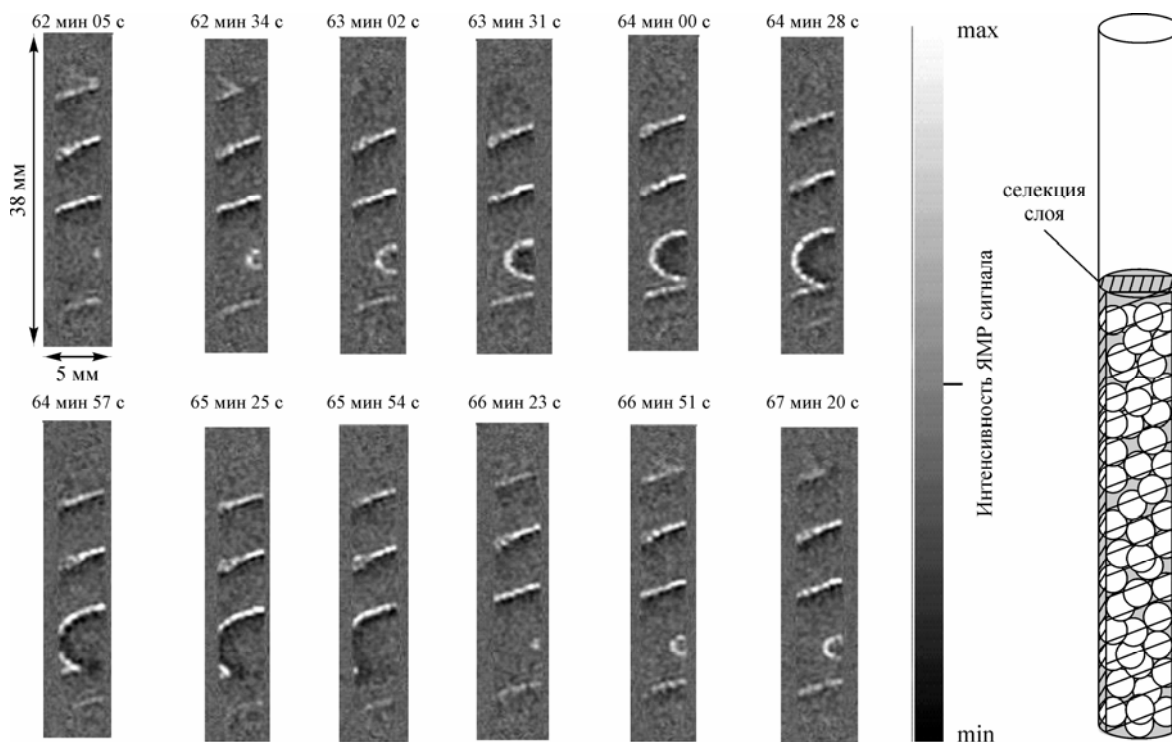 62 мин 05 с
62 мин 34 с
63 мин 02 с
63 мин 31 с
64 мин 00 с
64 мин 28 с
max
38 мм
селекция
слоя
5 мм
Интенсивность ЯМР сигнала
64 мин 57 с
65 мин 25 с
65 мин 54 с
66 мин 23 с
66 мин 51 с
67 мин 20 с
min